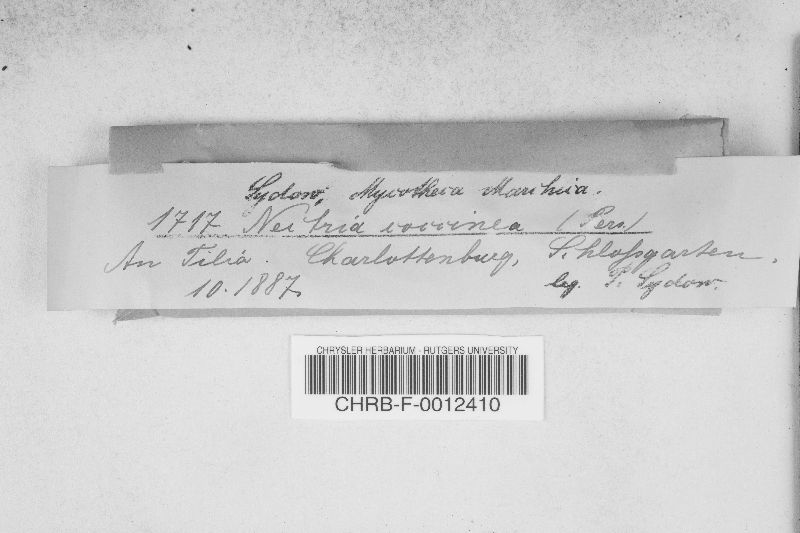 Sydow, Mycotheca Marchica.
1717 Nectria coccinea (Pers.)
An Tilia. Charlottenburg, Schloßgarten.
10.1887. leg. P. Sydow.
CHRYSLER HERBARIUM - RUTGERS UNIVERSITY
CHRB-F-0012410